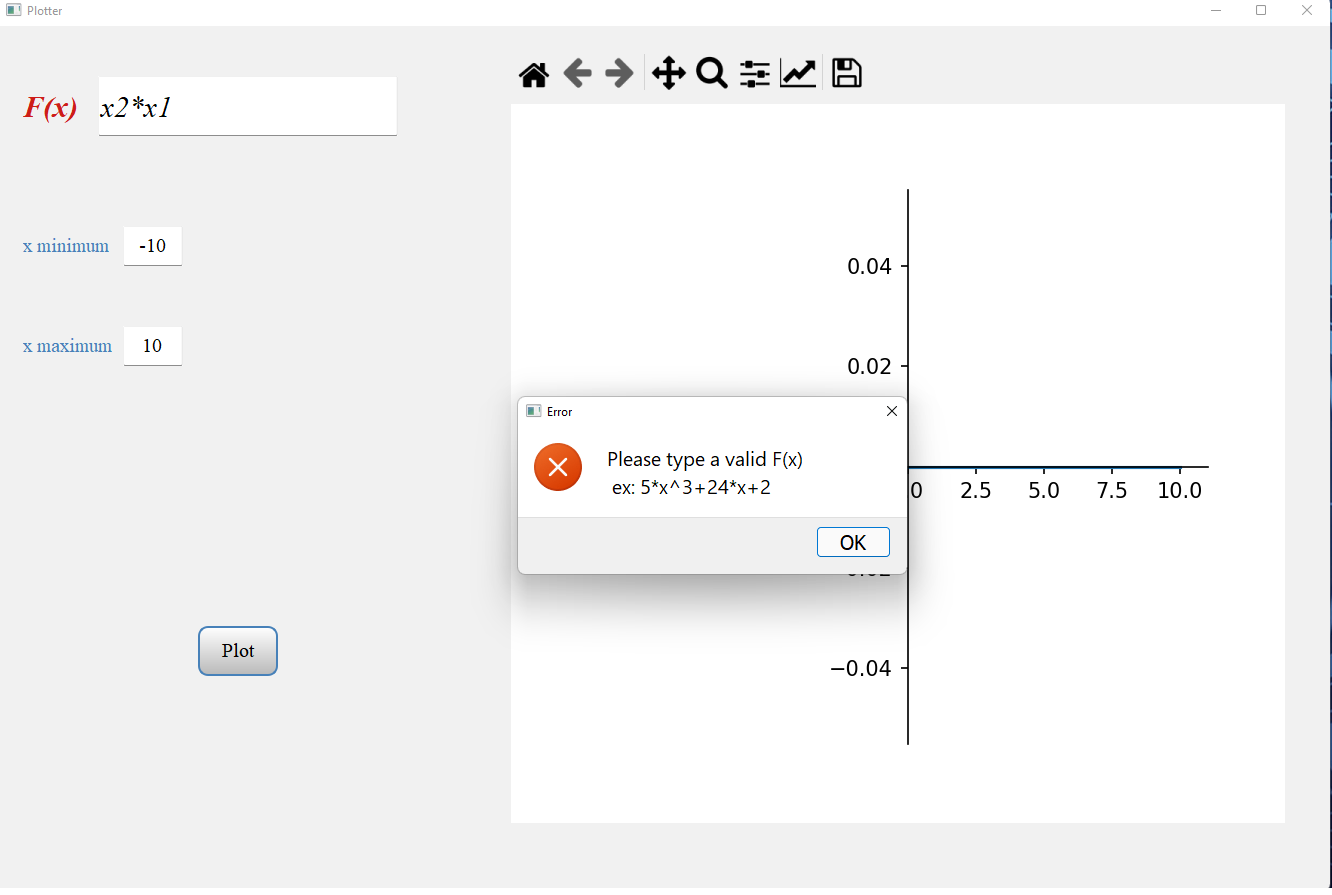 Plotter
F(x) x2*x1
x minimum -10
x maximum 10
Plot
0.04
0.02
0 2.5 5.0 7.5 10.0
−0.04
Error
Please type a valid F(x)
ex: 5*x^3+24*x+2
OK